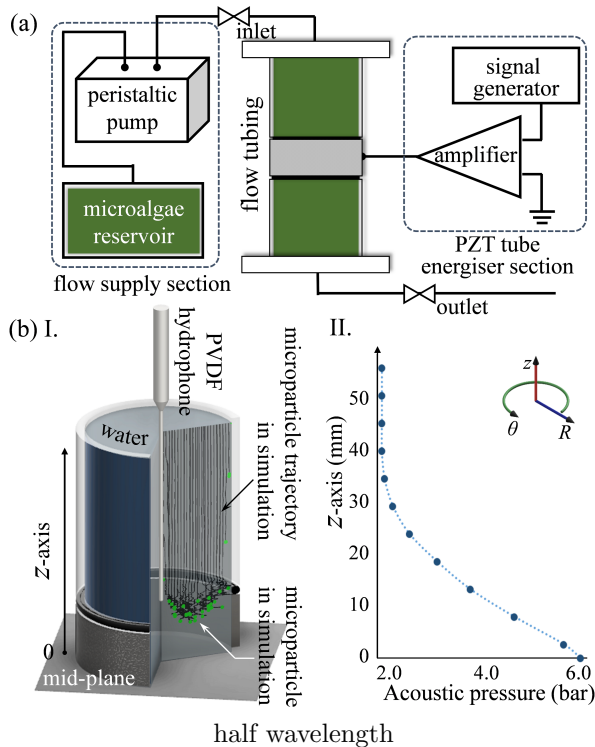 (a)
inlet
peristaltic
pump
microalgae
reservoir
flow supply section
flow tubing
signal
generator
amplifier
PZT tube
energiser section
outlet
(b) I.
PVDF
hydrophone
water
microparticle trajectory
in simulation
microparticle
in simulation
Z-axis
0
mid-plane
II.
z
θ
R
Z-axis (mm)
50
40
30
20
10
0
2.0 4.0 6.0
Acoustic pressure (bar)
half wavelength